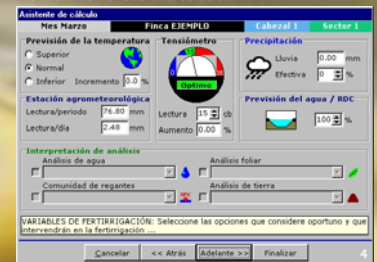 Asistente de cálculo
Mes Marzo Finca EJEMPLO Cabezal 1 Sector 1
Previsión de la temperatura
Superior
Normal
Inferior Incremento 0.0 %
Tensiómetro
Optimo
Lectura 15 cb
Aumento 0.00 %
Precipitación
Lluvia 0.00 mm
Efectiva 0 %
Estación agrometeorológica
Lectura/periodo 76.80 mm
Lectura/día 2.48 mm
Previsión del agua / RDC
100 %
Interpretación de análisis
Análisis de agua
Análisis foliar
Comunidad de regantes
Análisis de tierra
VARIABLES DE FERTIRRIGACIÓN: Seleccione las opciones que considere oportuno y que
intervendrán en la fertirrigación ...
Cancelar << Atrás Adelante >> Finalizar
4